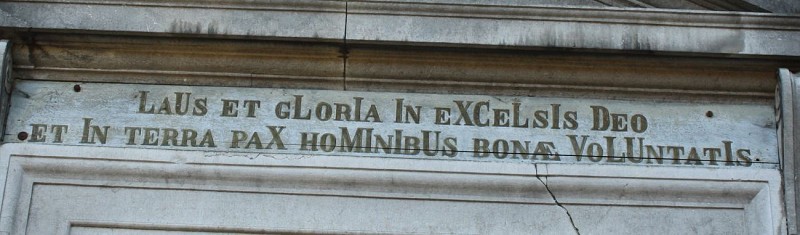 LAUS ET GLORIA IN EXCELSIS DEO
ET IN TERRA PAX HOMINIBUS BONÆ VOLUNTATIS.